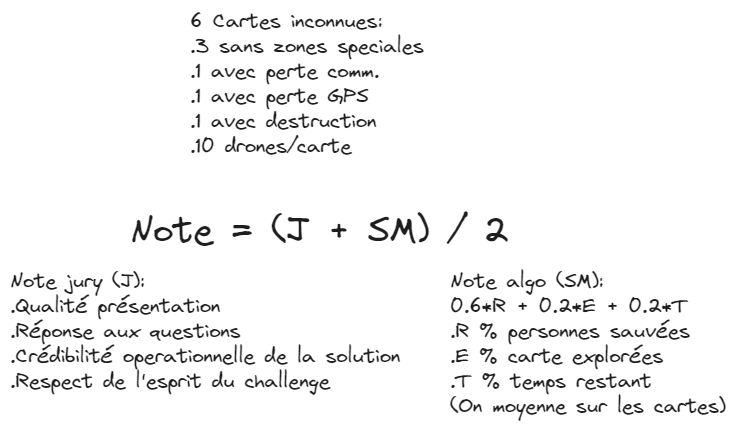 6 Cartes inconnues:
.3 sans zones speciales
.1 avec perte comm.
.1 avec perte GPS
.1 avec destruction
.10 drones/carte
Note = (J + SM) / 2
Note jury (J):
.Qualité présentation
.Réponse aux questions
.Crédibilité operationnelle de la solution
.Respect de l'esprit du challenge
Note algo (SM):
0.6*R + 0.2*E + 0.2*T
.R % personnes sauvées
.E % carte explorées
.T % temps restant
(On moyenne sur les cartes)